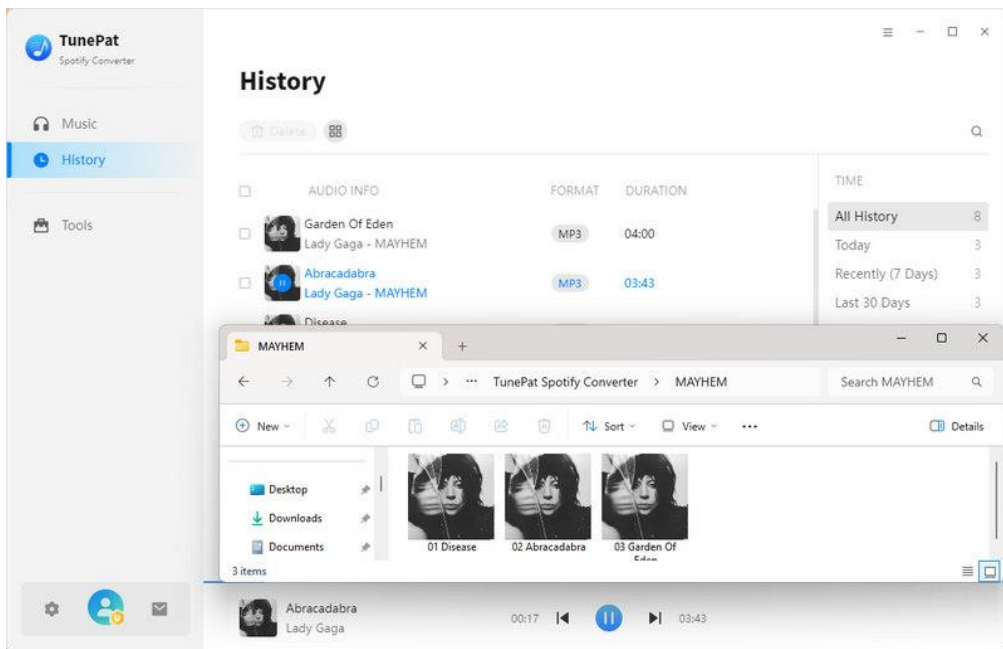 TunePat
Spotify Converter
Music
History
Tools
History
Delete
AUDIO INFO FORMAT DURATION
Garden Of Eden
Lady Gaga - MAYHEM
MP3 04:00
Abracadabra
Lady Gaga - MAYHEM
MP3 03:43
Disease
TIME
All History 8
Today 3
Recently (7 Days) 3
Last 30 Days 3
MAYHEM
TunePat Spotify Converter > MAYHEM
Search MAYHEM
New Sort View ... Details
Desktop
Downloads
Documents
01 Disease
02 Abracadabra
03 Garden Of
Eden
3 items
Abracadabra
Lady Gaga
00:17 03:43